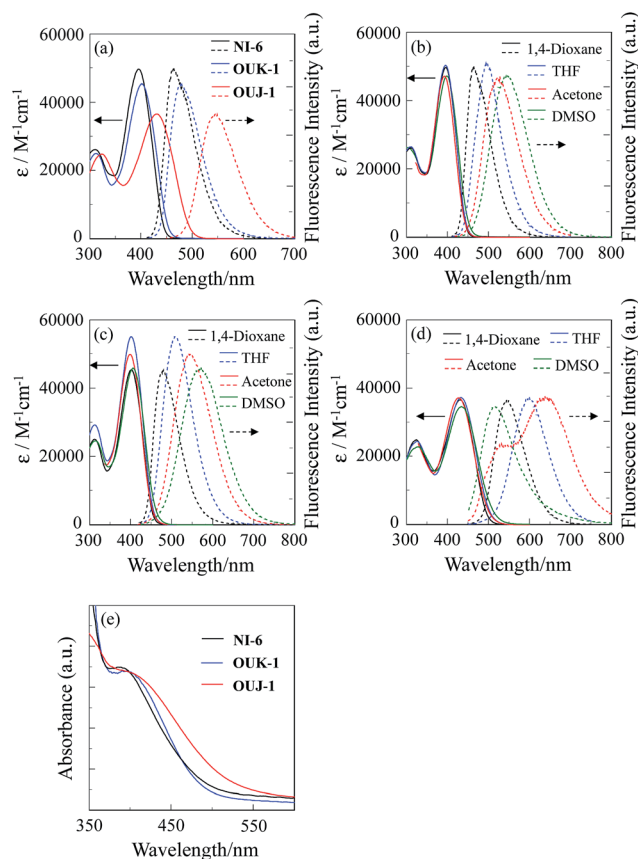 (a)
NI-6
OUK-1
OUJ-1
60000
40000
20000
0
ε / M⁻¹cm⁻¹
Fluorescence Intensity (a.u.)
300 400 500 600 700
Wavelength/nm
(b)
1,4-Dioxane
THF
Acetone
DMSO
60000
40000
20000
0
ε / M⁻¹cm⁻¹
Fluorescence Intensity (a.u.)
300 400 500 600 700 800
Wavelength/nm
(c)
1,4-Dioxane
THF
Acetone
DMSO
60000
40000
20000
0
ε / M⁻¹cm⁻¹
Fluorescence Intensity (a.u.)
300 400 500 600 700 800
Wavelength/nm
(d)
1,4-Dioxane THF
Acetone DMSO
60000
40000
20000
0
ε / M⁻¹cm⁻¹
Fluorescence Intensity (a.u.)
300 400 500 600 700 800
Wavelength/nm
(e)
NI-6
OUK-1
OUJ-1
Absorbance (a.u.)
350 450 550
Wavelength/nm